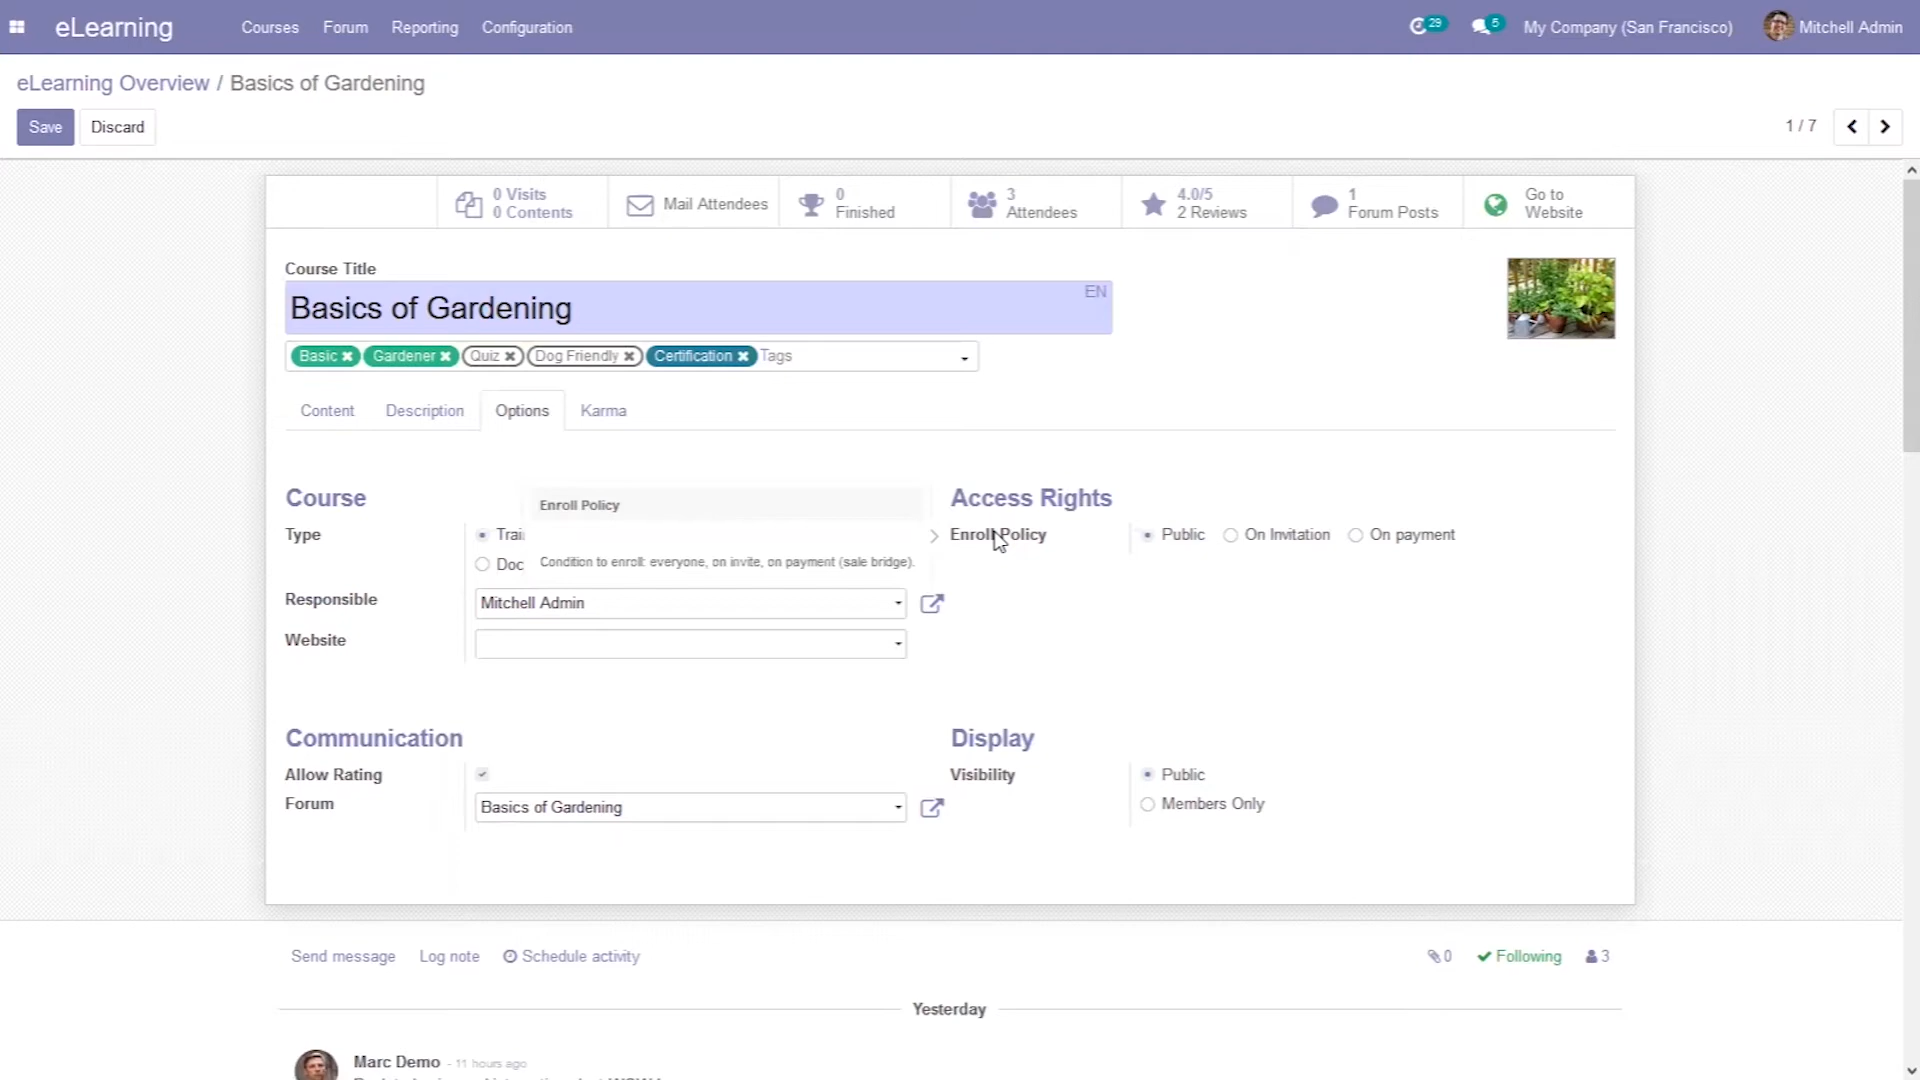 eLearning Courses Forum Reporting Configuration 29 5 My Company (San Francisco) Mitchell Admin
eLearning Overview / Basics of Gardening
Save Discard 1 / 7
0 Visits
0 Contents
Mail Attendees
0
Finished
3
Attendees
4.0/5
2 Reviews
1
Forum Posts
Go to
Website
Course Title
Basics of Gardening EN
Basic Gardener Quiz Dog Friendly Certification Tags
Content Description Options Karma
Course
Enroll Policy
Access Rights
Type Trai
Enroll Policy Public On Invitation On payment
Doc Condition to enroll: everyone, on invite, on payment (sale bridge).
Responsible Mitchell Admin
Website
Communication
Display
Allow Rating
Visibility Public
Forum Basics of Gardening
Members Only
Send message Log note Schedule activity 0 Following 3
Yesterday
Marc Demo - 11 hours ago